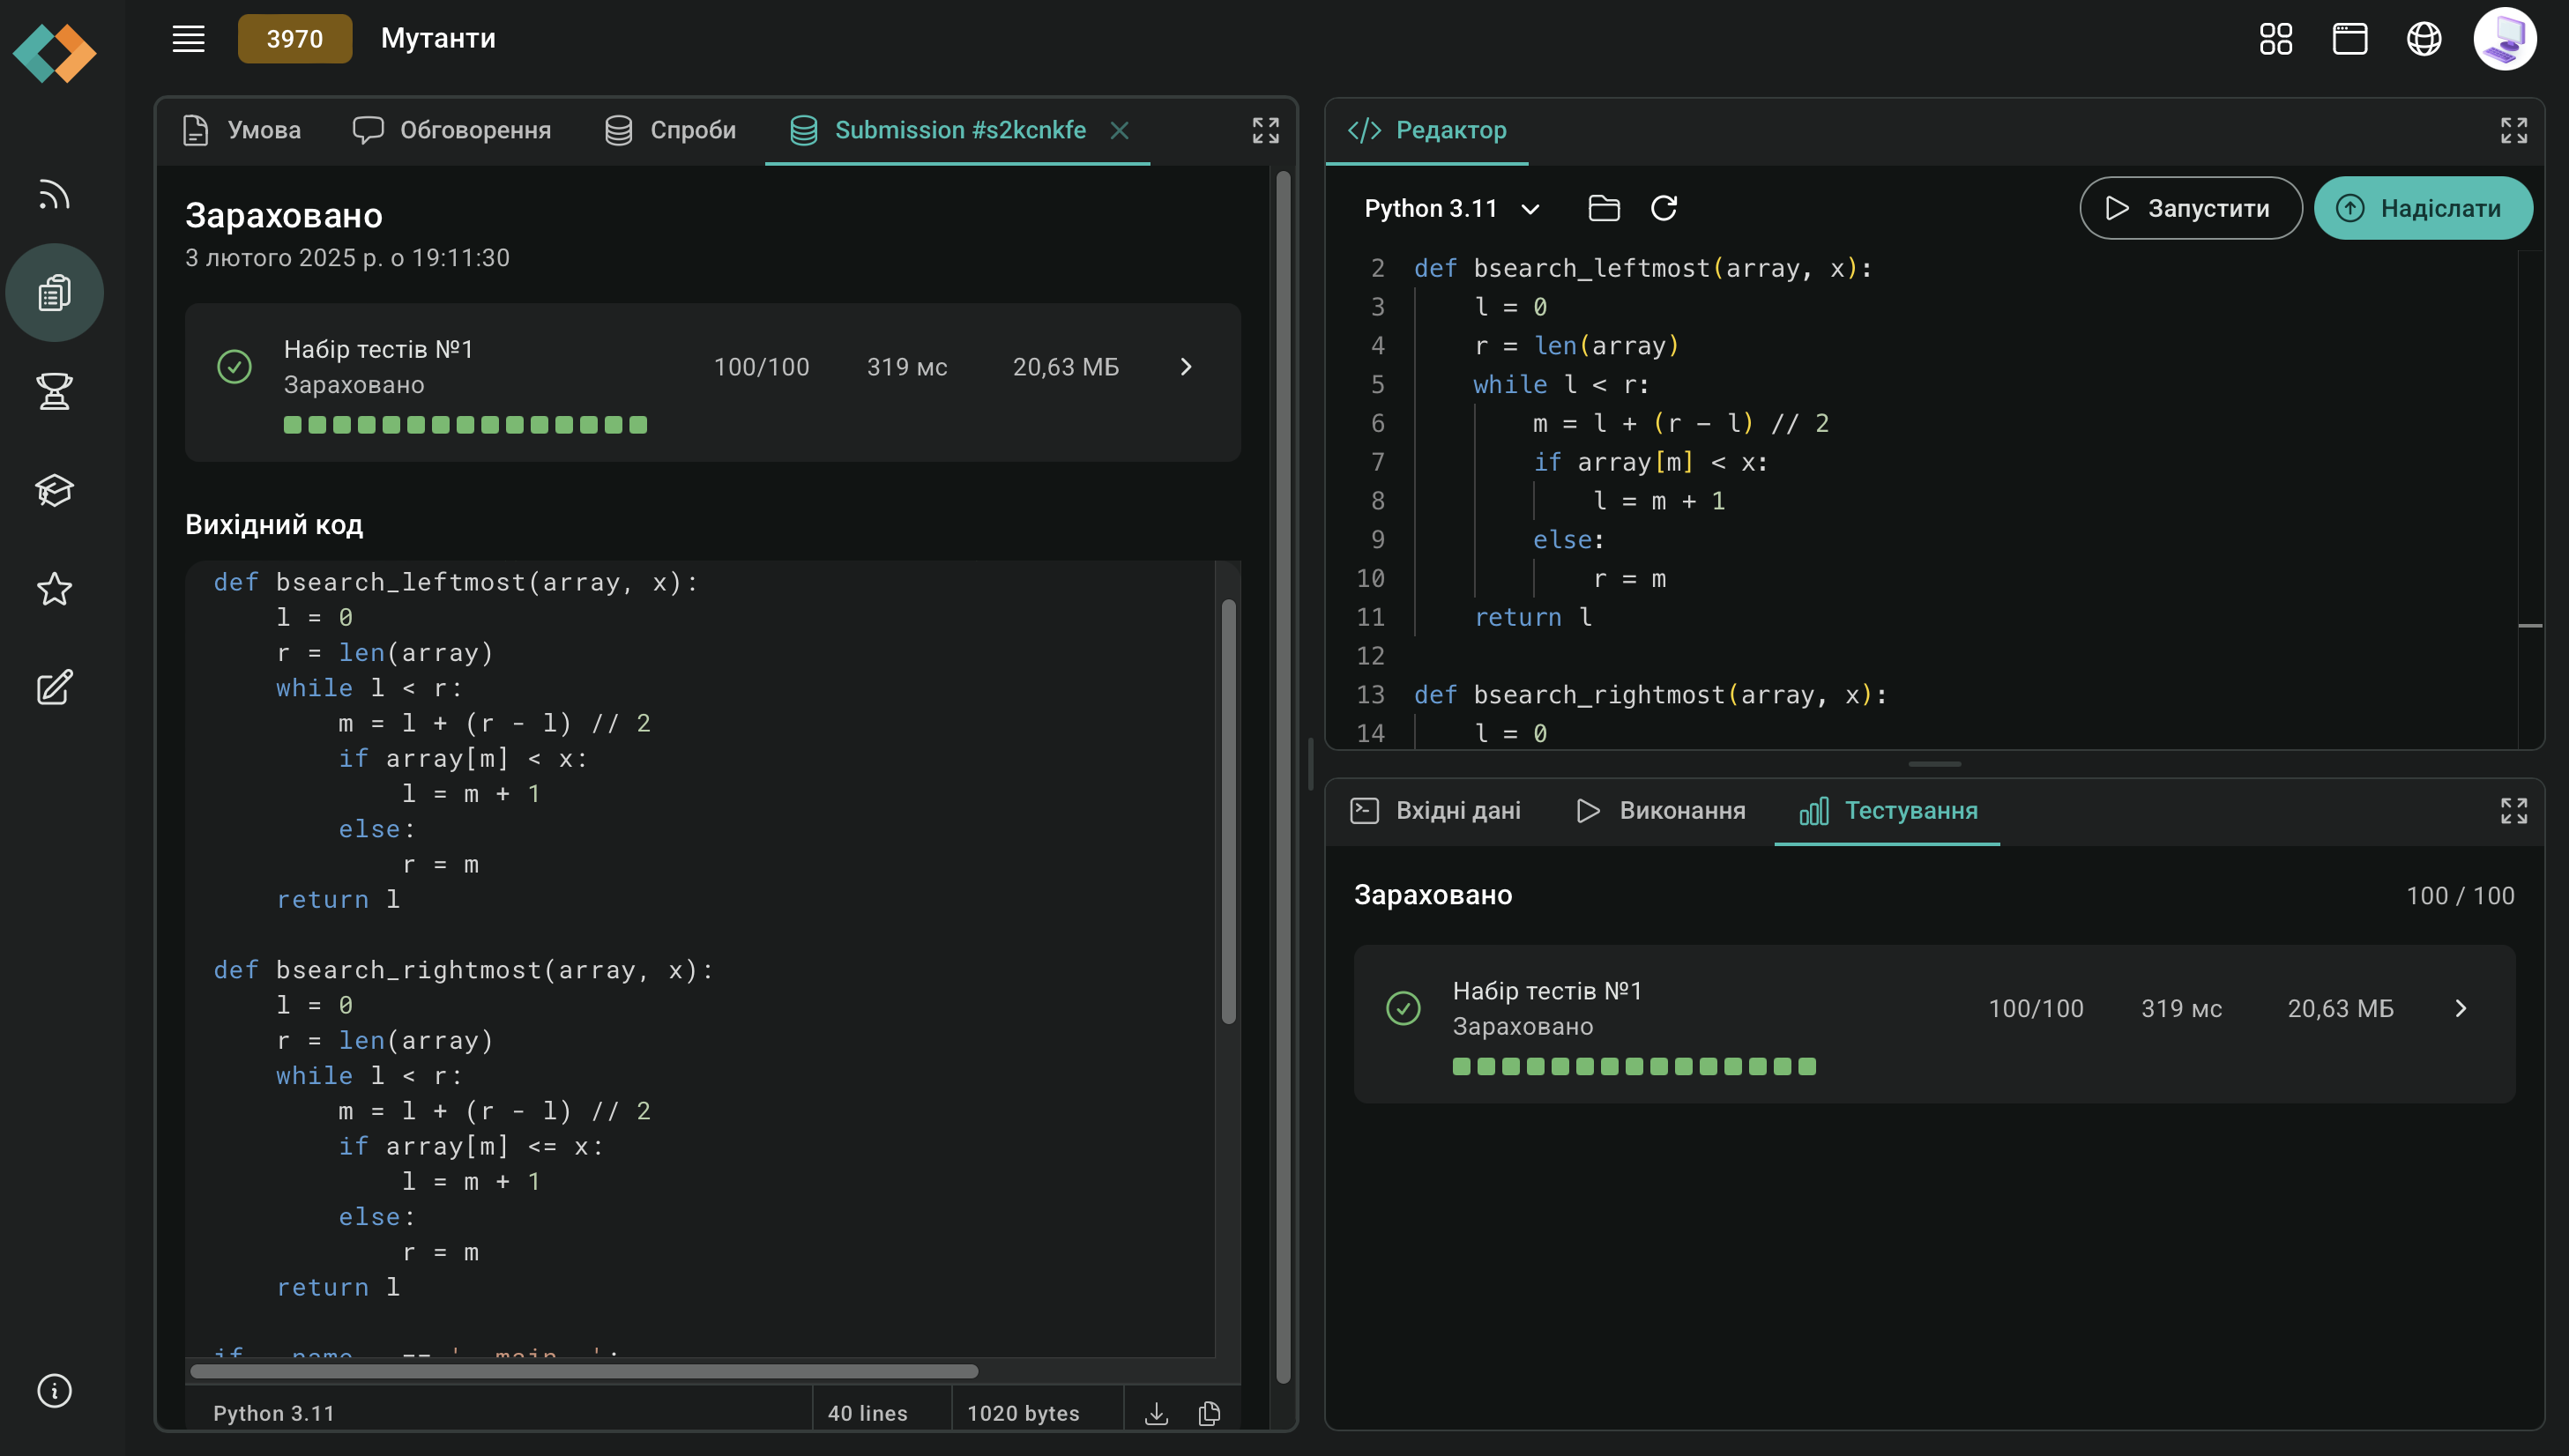 3970 Мутанти
Умова Обговорення Спроби Submission #s2kcnkfe
Зараховано
3 лютого 2025 р. о 19:11:30
Набір тестів №1
Зараховано
100/100 319 мс 20,63 МБ
Вихідний код
def bsearch_leftmost(array, x):
    l = 0
    r = len(array)
    while l < r:
        m = l + (r - l) // 2
        if array[m] < x:
            l = m + 1
        else:
            r = m
    return l
def bsearch_rightmost(array, x):
    l = 0
    r = len(array)
    while l < r:
        m = l + (r - l) // 2
        if array[m] <= x:
            l = m + 1
        else:
            r = m
    return l
if __name__ == '__main__':
Python 3.11 40 lines 1020 bytes
Редактор
Python 3.11 Запустити Надіслати
2 def bsearch_leftmost(array, x):
3     l = 0
4     r = len(array)
5     while l < r:
6         m = l + (r - l) // 2
7         if array[m] < x:
8             l = m + 1
9         else:
10             r = m
11     return l
12
13 def bsearch_rightmost(array, x):
14     l = 0
Вхідні дані Виконання Тестування
Зараховано 100 / 100
Набір тестів №1
Зараховано
100/100 319 мс 20,63 МБ